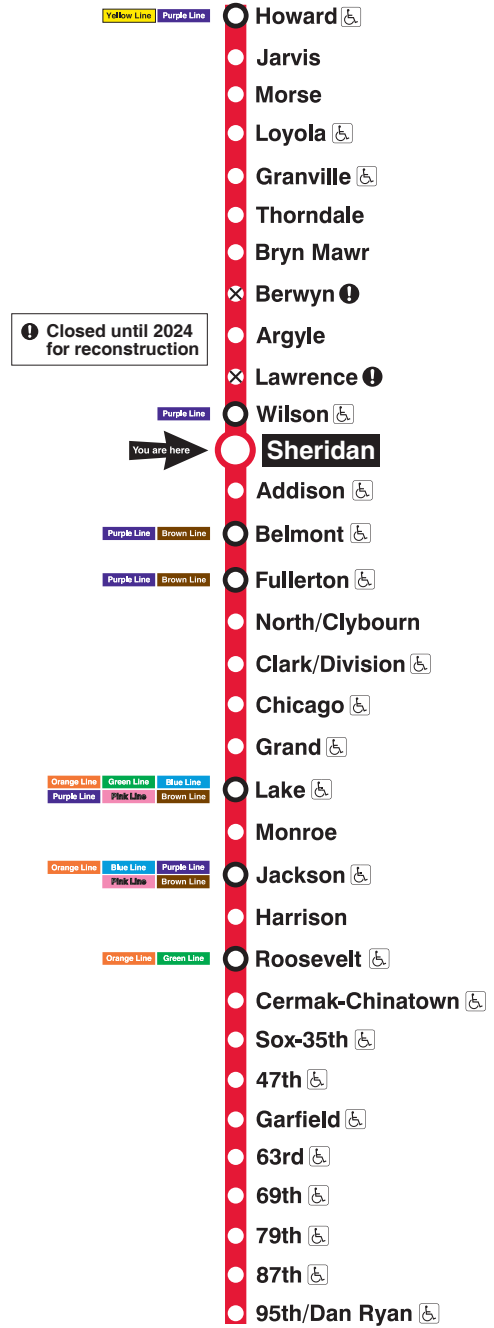 Yellow Line Purple Line Howard
Jarvis
Morse
Loyola
Granville
Thorndale
Bryn Mawr
Berwyn !
! Closed until 2024
for reconstruction
Argyle
Lawrence !
Purple Line Wilson
You are here Sheridan
Addison
Purple Line Brown Line Belmont
Purple Line Brown Line Fullerton
North/Clybourn
Clark/Division
Chicago
Grand
Orange Line Green Line Blue Line
Purple Line Pink Line Brown Line
Lake
Monroe
Orange Line Blue Line Purple Line
Pink Line Brown Line
Jackson
Harrison
Orange Line Green Line Roosevelt
Cermak-Chinatown
Sox-35th
47th
Garfield
63rd
69th
79th
87th
95th/Dan Ryan